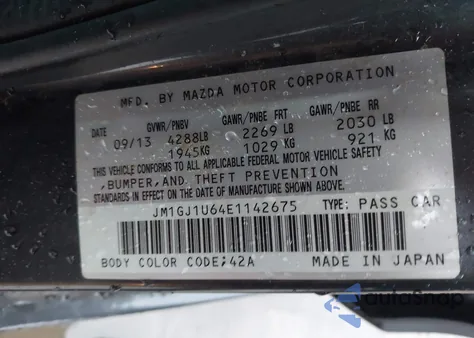 MFD. BY MAZDA MOTOR CORPORATION
DATE GVWR/PNBV GAWR/PNBE FRT GAWR/PNBE RR
09/13 4288LB 2269 LB 2030 LB
1945KG 1029 KG 921 KG
THIS VEHICLE CONFORMS TO ALL APPLICABLE FEDERAL MOTOR VEHICLE SAFETY
,BUMPER,AND THEFT PREVENTION
STANDARDS IN EFFECT ON THE DATE OF MANUFACTURE SHOWN ABOVE.
JM1GJ1U64E1142675 TYPE: PASS CAR
BODY COLOR CODE;42A MADE IN JAPAN
autoSnap